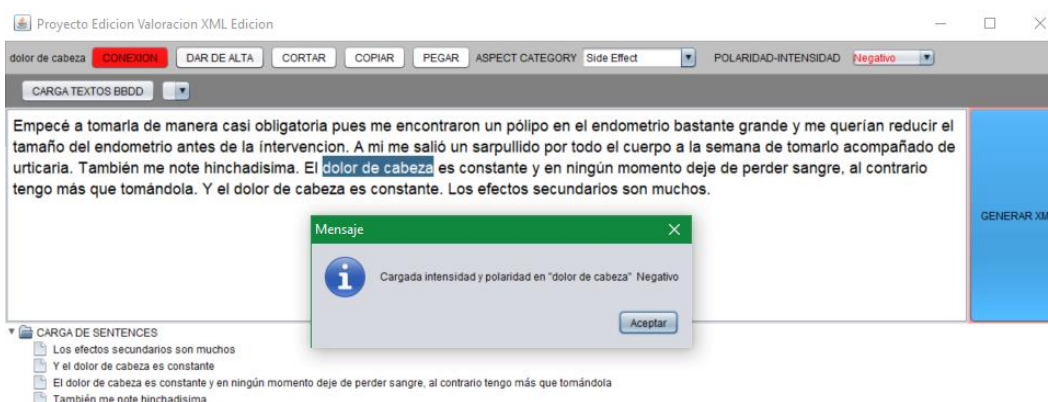 Proyecto Edicion Valoracion XML Edicion
dolor de cabeza CONEXION DAR DE ALTA CORTAR COPIAR PEGAR ASPECT CATEGORY Side Effect POLARIDAD-INTENSIDAD Negativo
CARGA TEXTOS BBDD
Empecé a tomarla de manera casi obligatoria pues me encontraron un pólipo en el endometrio bastante grande y me querían reducir el
tamaño del endometrio antes de la íntervencion. A mi me salió un sarpullido por todo el cuerpo a la semana de tomarlo acompañado de
urticaria. También me note hinchadisima. El dolor de cabeza es constante y en ningún momento deje de perder sangre, al contrario
tengo más que tomándola. Y el dolor de cabeza es constante. Los efectos secundarios son muchos.
GENERAR XM
Mensaje
Cargada intensidad y polaridad en "dolor de cabeza" Negativo
Aceptar
CARGA DE SENTENCES
Los efectos secundarios son muchos
Y el dolor de cabeza es constante
El dolor de cabeza es constante y en ningún momento deje de perder sangre, al contrario tengo más que tomándola
También me note hinchadisima